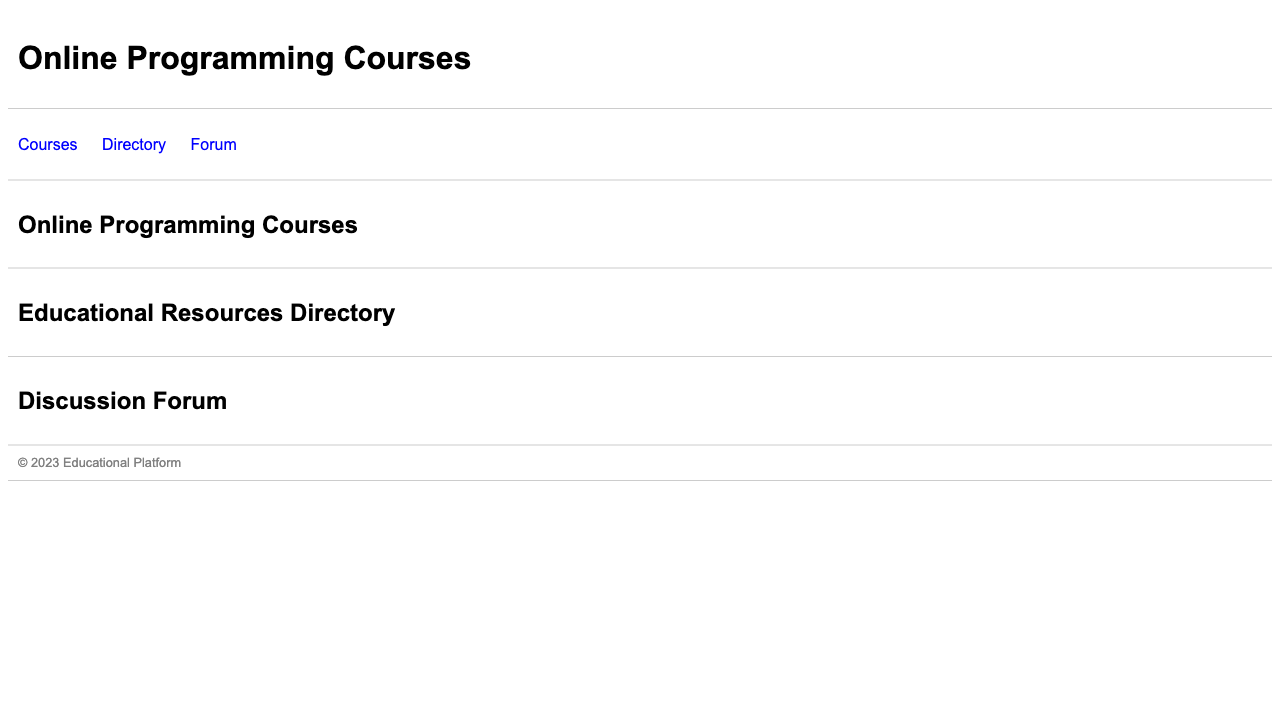 Online Programming Courses
Courses Directory Forum
Online Programming Courses
Educational Resources Directory
Discussion Forum
© 2023 Educational Platform